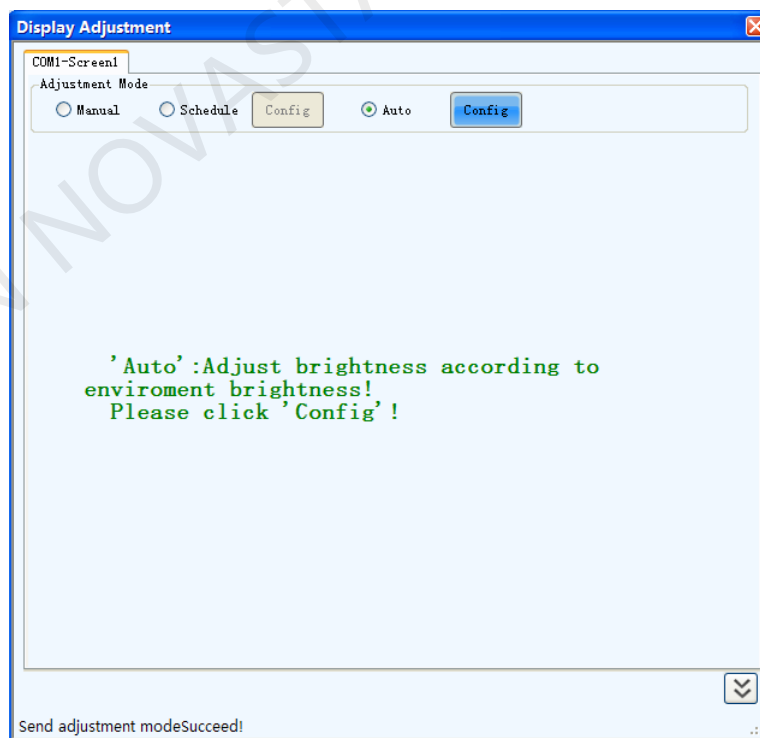 Display Adjustment
COM1-Screen1
Adjustment Mode
Manual Schedule Config Auto Config
'Auto':Adjust brightness according to
enviroment brightness!
Please click 'Config'!
Send adjustment modeSucceed!
N NOVASTA